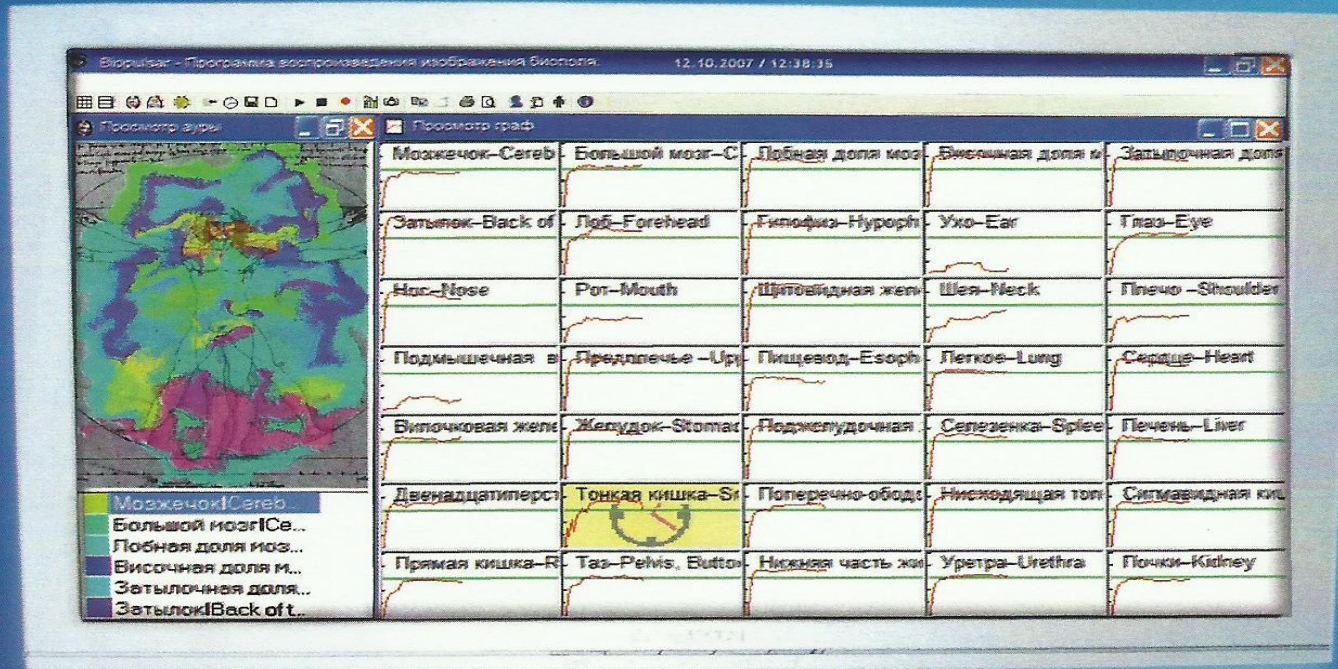 Biopulsar - Программа воспроизведения изображения биополя. 12.10.2007 / 12:38:35
Просмотр ауры
Просмотр граф
Мозжечок-Cereb
Большой мозг-C
Лобная доля моз
Височная доля м
Затылочная доля
Затылок-Back of
Лоб-Forehead
Гипофиз-Hypoph
Ухо-Ear
Глаз-Eye
Нос-Nose
Рот-Mouth
Щитовидная жел
Шея-Neck
Плечо -Shoulder
Подмышечная в
Предплечье -Upp
Пищевод-Esoph
Легкое-Lung
Сердце-Heart
Вилочковая желе
Желудок-Stomac
Поджелудочная
Селезенка-Splee
Печень-Liver
Двенадцатиперст
Тонкая кишка-Sm
Поперечно-ободо
Нисходящая тол
Сигмавидная киш
Прямая кишка-R
Таз-Pelvis, Butto
Нижняя часть жи
Уретра-Urethra
Почки-Kidney
Мозжечок|Cereb...
Большой мозг|Ce...
Лобная доля моз...
Височная доля м...
Затылочная доля...
Затылок|Back of t...